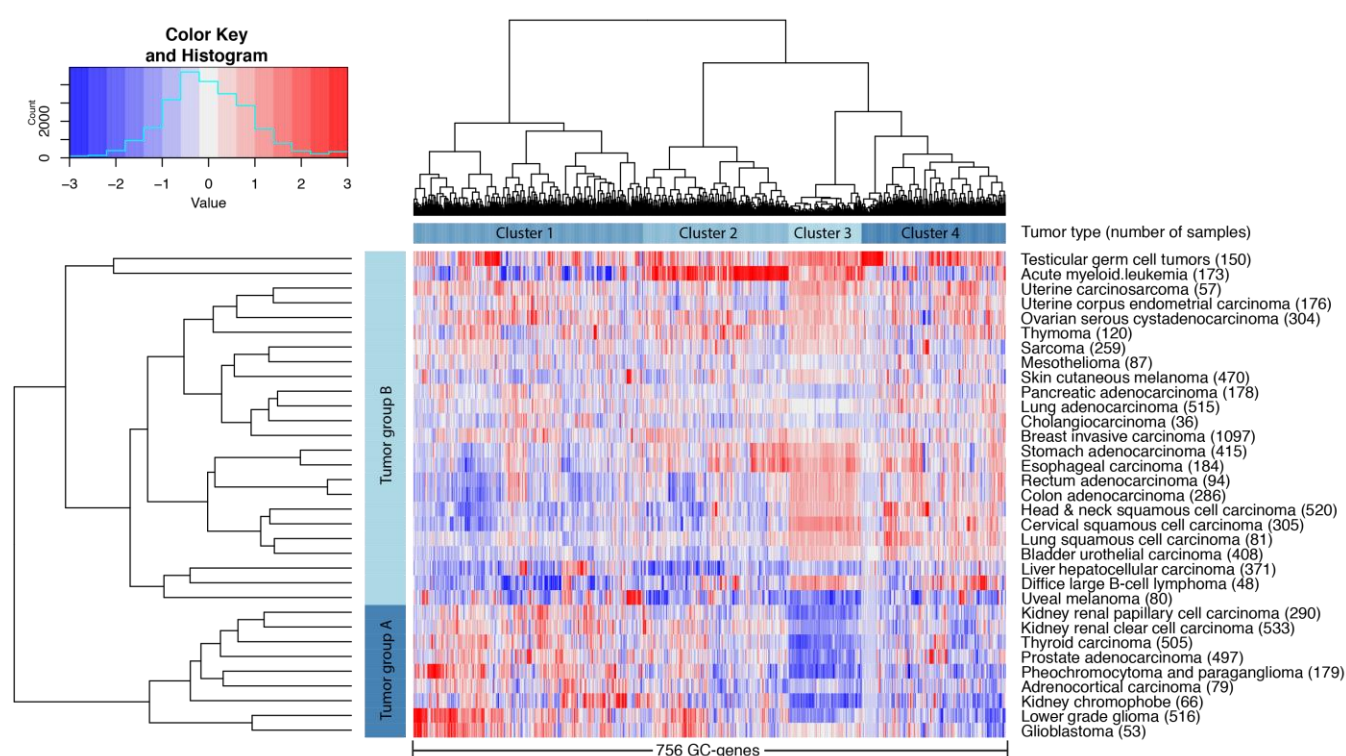 Color Key
and Histogram
Count
0 2000
−3 −2 −1 0 1 2 3
Value
Cluster 1 Cluster 2 Cluster 3 Cluster 4
Tumor type (number of samples)
Tumor group B
Tumor group A
Testicular germ cell tumors (150)
Acute myeloid.leukemia (173)
Uterine carcinosarcoma (57)
Uterine corpus endometrial carcinoma (176)
Ovarian serous cystadenocarcinoma (304)
Thymoma (120)
Sarcoma (259)
Mesothelioma (87)
Skin cutaneous melanoma (470)
Pancreatic adenocarcinoma (178)
Lung adenocarcinoma (515)
Cholangiocarcinoma (36)
Breast invasive carcinoma (1097)
Stomach adenocarcinoma (415)
Esophageal carcinoma (184)
Rectum adenocarcinoma (94)
Colon adenocarcinoma (286)
Head & neck squamous cell carcinoma (520)
Cervical squamous cell carcinoma (305)
Lung squamous cell carcinoma (81)
Bladder urothelial carcinoma (408)
Liver hepatocellular carcinoma (371)
Diffice large B-cell lymphoma (48)
Uveal melanoma (80)
Kidney renal papillary cell carcinoma (290)
Kidney renal clear cell carcinoma (533)
Thyroid carcinoma (505)
Prostate adenocarcinoma (497)
Pheochromocytoma and paraganglioma (179)
Adrenocortical carcinoma (79)
Kidney chromophobe (66)
Lower grade glioma (516)
Glioblastoma (53)
756 GC-genes